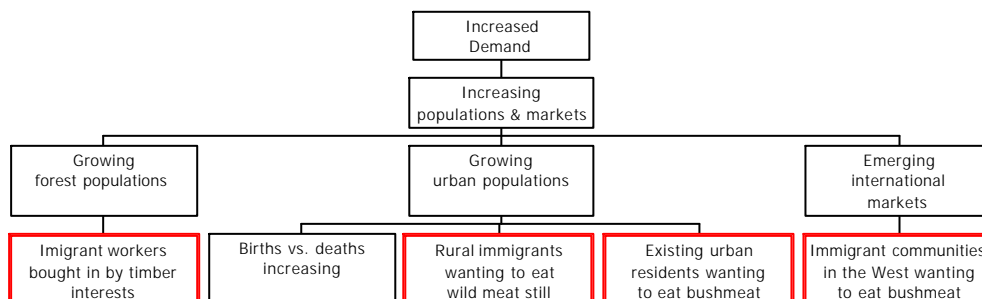 Increased
Demand
Increasing
populations & markets
Growing
forest populations
Growing
urban populations
Emerging
international
markets
Imigrant workers
bought in by timber
interests
Births vs. deaths
increasing
Rural immigrants
wanting to eat
wild meat still
Existing urban
residents wanting
to eat bushmeat
Immigrant communities
in the West wanting
to eat bushmeat